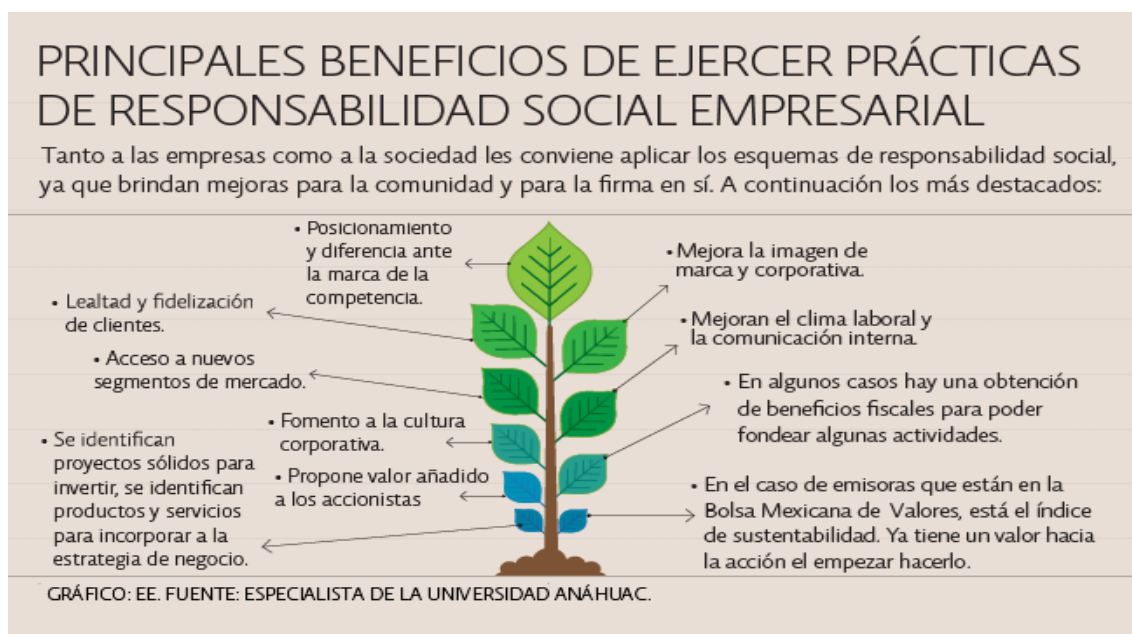 PRINCIPALES BENEFICIOS DE EJERCER PRÁCTICAS
DE RESPONSABILIDAD SOCIAL EMPRESARIAL
Tanto a las empresas como a la sociedad les conviene aplicar los esquemas de responsabilidad social,
ya que brindan mejoras para la comunidad y para la firma en sí. A continuación los más destacados:
• Posicionamiento
y diferencia ante
la marca de la
competencia.
• Lealtad y fidelización
de clientes.
• Acceso a nuevos
segmentos de mercado.
• Fomento a la cultura
corporativa.
• Propone valor añadido
a los accionistas
• Se identifican
proyectos sólidos para
invertir, se identifican
productos y servicios
para incorporar a la
estrategia de negocio.
• Mejora la imagen de
marca y corporativa.
• Mejoran el clima laboral y
la comunicación interna.
• En algunos casos hay una obtención
de beneficios fiscales para poder
fondear algunas actividades.
• En el caso de emisoras que están en la
Bolsa Mexicana de Valores, está el índice
de sustentabilidad. Ya tiene un valor hacia
la acción el empezar hacerlo.
GRÁFICO: EE. FUENTE: ESPECIALISTA DE LA UNIVERSIDAD ANÁHUAC.